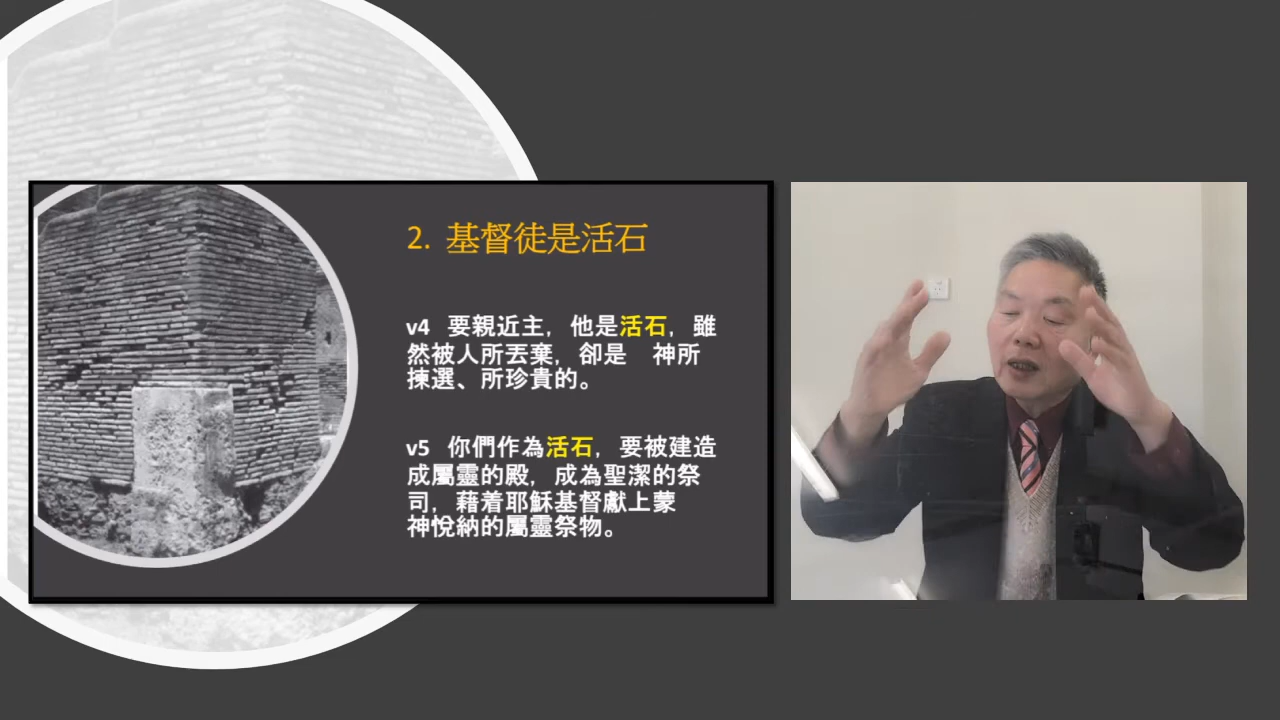 2. 基督徒是活石
v4 要親近主，他是活石，雖
然被人所丟棄，卻是　神所
揀選、所珍貴的。
v5 你們作為活石，要被建造
成屬靈的殿，成為聖潔的祭
司，藉着耶穌基督獻上蒙
神悅納的屬靈祭物。